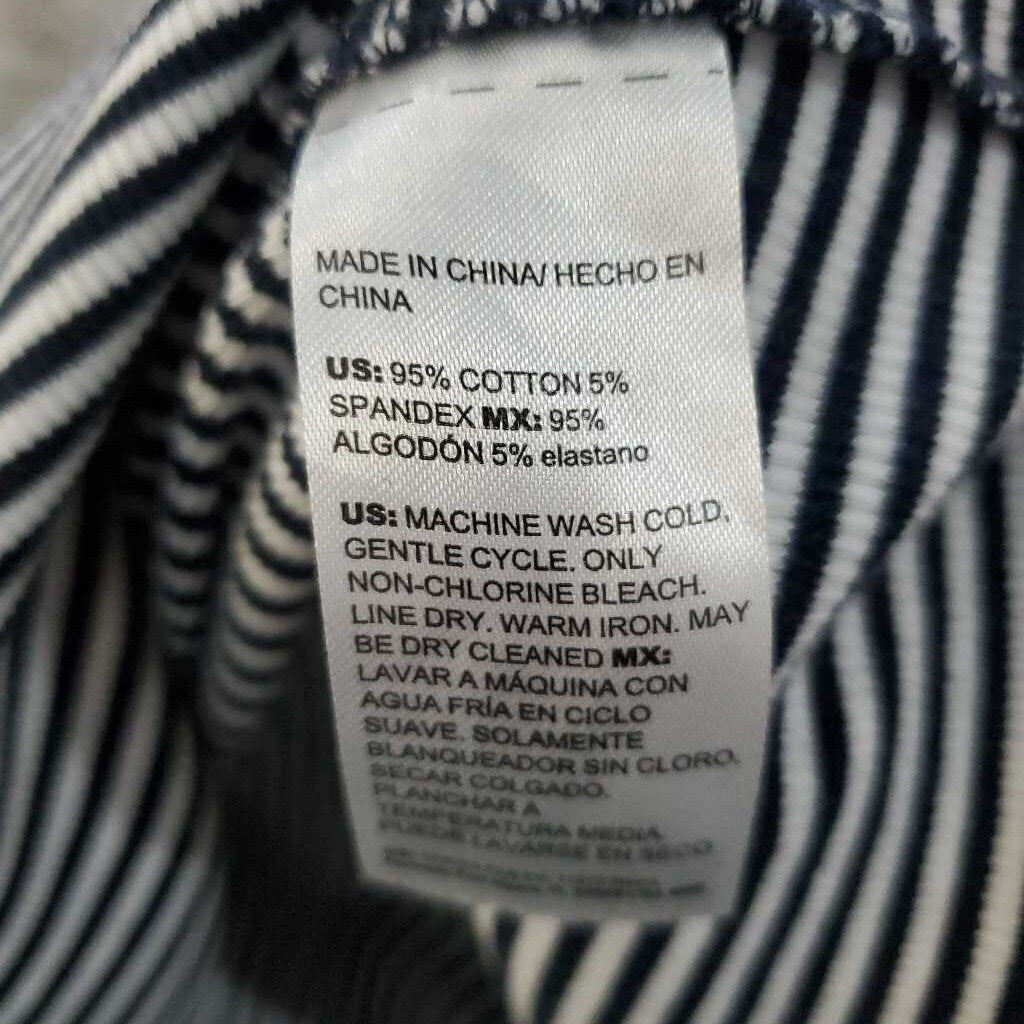 MADE IN CHINA/ HECHO EN
CHINA
US: 95% COTTON 5%
SPANDEX MX: 95%
ALGODÓN 5% elastano
US: MACHINE WASH COLD,
GENTLE CYCLE. ONLY
NON-CHLORINE BLEACH.
LINE DRY. WARM IRON. MAY
BE DRY CLEANED MX:
LAVAR A MÁQUINA CON
AGUA FRÍA EN CICLO
SUAVE. SOLAMENTE
BLANQUEADOR SIN CLORO.
SECAR COLGADO.
PLANCHAR A
TEMPERATURA MEDIA.
PUEDE LAVARSE EN SECO